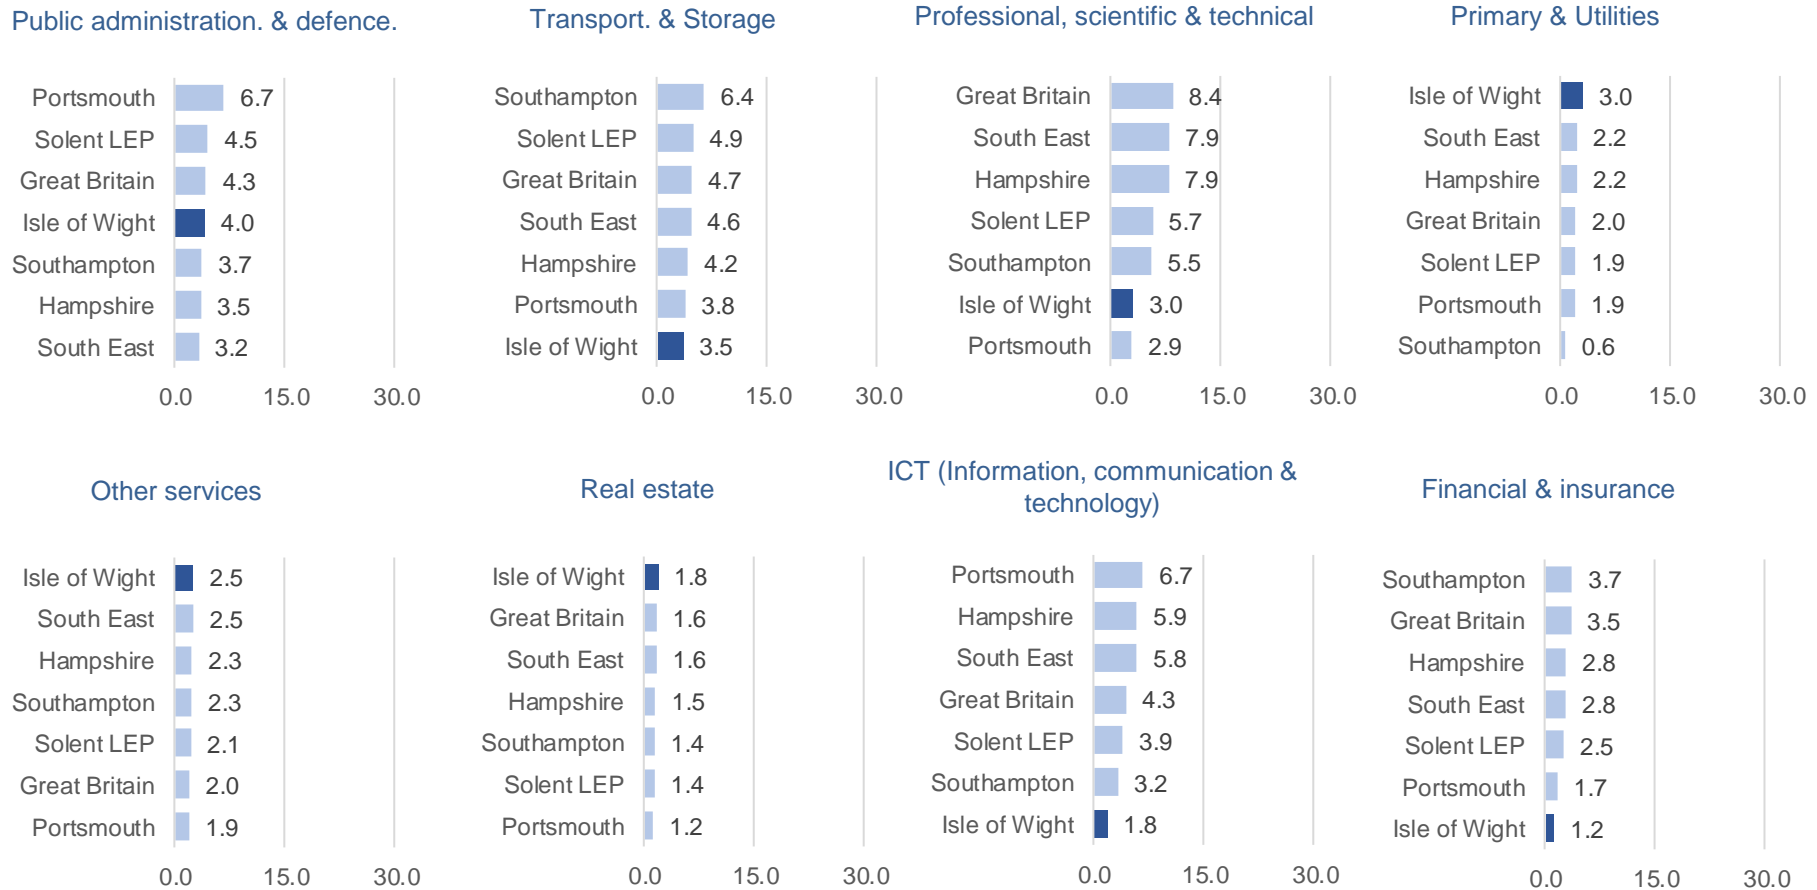 Public administration. & defence.
Portsmouth 6.7
Solent LEP 4.5
Great Britain 4.3
Isle of Wight 4.0
Southampton 3.7
Hampshire 3.5
South East 3.2
0.0 15.0 30.0
Transport. & Storage
Southampton 6.4
Solent LEP 4.9
Great Britain 4.7
South East 4.6
Hampshire 4.2
Portsmouth 3.8
Isle of Wight 3.5
0.0 15.0 30.0
Professional, scientific & technical
Great Britain 8.4
South East 7.9
Hampshire 7.9
Solent LEP 5.7
Southampton 5.5
Isle of Wight 3.0
Portsmouth 2.9
0.0 15.0 30.0
Primary & Utilities
Isle of Wight 3.0
South East 2.2
Hampshire 2.2
Great Britain 2.0
Solent LEP 1.9
Portsmouth 1.9
Southampton 0.6
0.0 15.0 30.0
Other services
Isle of Wight 2.5
South East 2.5
Hampshire 2.3
Southampton 2.3
Solent LEP 2.1
Great Britain 2.0
Portsmouth 1.9
0.0 15.0 30.0
Real estate
Isle of Wight 1.8
Great Britain 1.6
South East 1.6
Hampshire 1.5
Southampton 1.4
Solent LEP 1.4
Portsmouth 1.2
0.0 15.0 30.0
ICT (Information, communication &
technology)
Portsmouth 6.7
Hampshire 5.9
South East 5.8
Great Britain 4.3
Solent LEP 3.9
Southampton 3.2
Isle of Wight 1.8
0.0 15.0 30.0
Financial & insurance
Southampton 3.7
Great Britain 3.5
Hampshire 2.8
South East 2.8
Solent LEP 2.5
Portsmouth 1.7
Isle of Wight 1.2
0.0 15.0 30.0